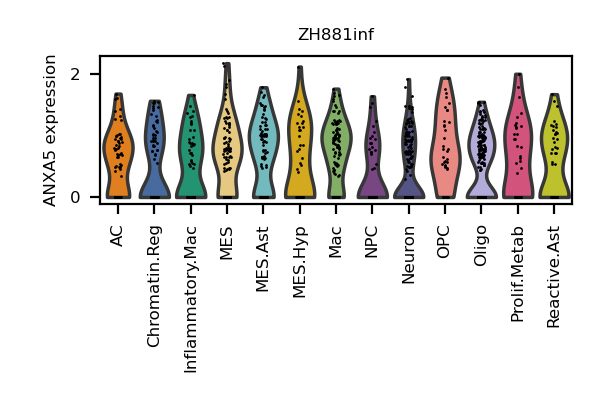 ZH881inf
ANXA5 expression
2
0
AC
Chromatin.Reg
Inflammatory.Mac
MES
MES.Ast
MES.Hyp
Mac
NPC
Neuron
OPC
Oligo
Prolif.Metab
Reactive.Ast